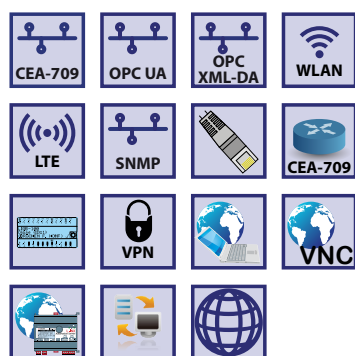 CEA-709
OPC UA
OPC
XML-DA
WLAN
LTE
SNMP
CEA-709
VPN
VNC